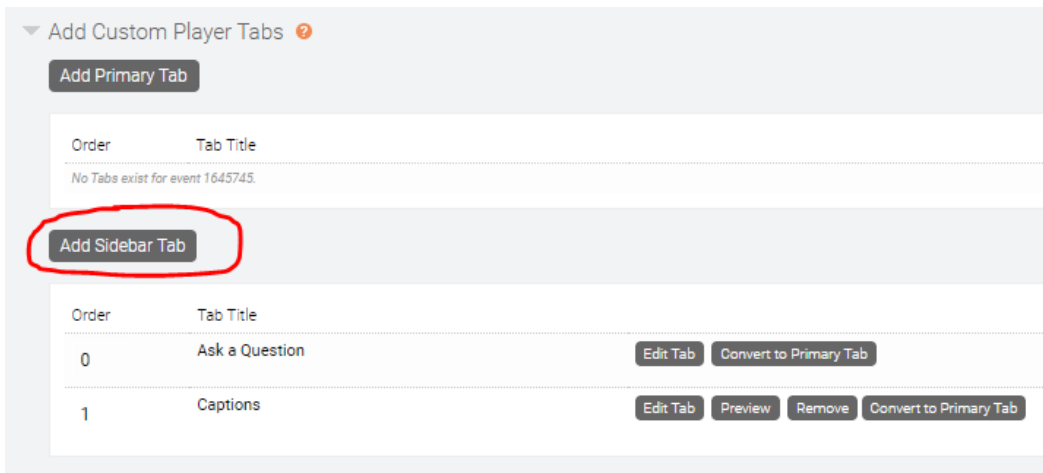 Add Custom Player Tabs ?
Add Primary Tab
Order Tab Title
No Tabs exist for event 1645745.
Add Sidebar Tab
Order Tab Title
0 Ask a Question Edit Tab Convert to Primary Tab
1 Captions Edit Tab Preview Remove Convert to Primary Tab